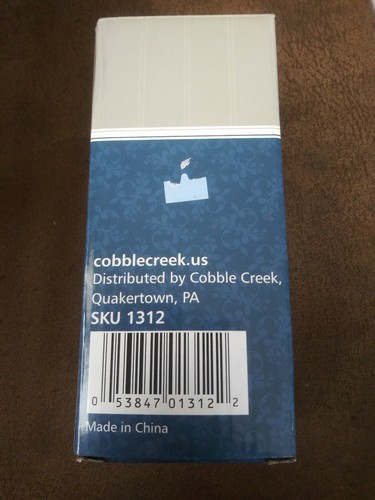 cobblecreek.us
Distributed by Cobble Creek,
Quakertown, PA
SKU 1312
0 53847 01312 2
Made in China